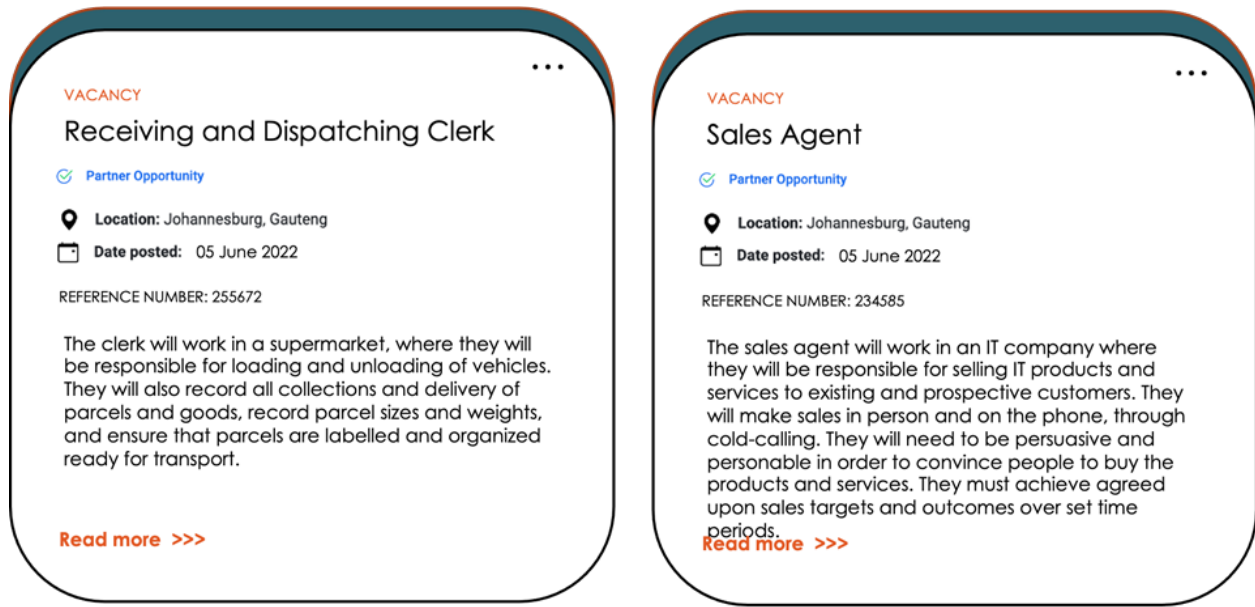 ...
VACANCY
Receiving and Dispatching Clerk
Partner Opportunity
Location: Johannesburg, Gauteng
Date posted: 05 June 2022
REFERENCE NUMBER: 255672
The clerk will work in a supermarket, where they will
be responsible for loading and unloading of vehicles.
They will also record all collections and delivery of
parcels and goods, record parcel sizes and weights,
and ensure that parcels are labelled and organized
ready for transport.
Read more >>>
...
VACANCY
Sales Agent
Partner Opportunity
Location: Johannesburg, Gauteng
Date posted: 05 June 2022
REFERENCE NUMBER: 234585
The sales agent will work in an IT company where
they will be responsible for selling IT products and
services to existing and prospective customers. They
will make sales in person and on the phone, through
cold-calling. They will need to be persuasive and
personable in order to convince people to buy the
products and services. They must achieve agreed
upon sales targets and outcomes over set time
periods.
Read more >>>